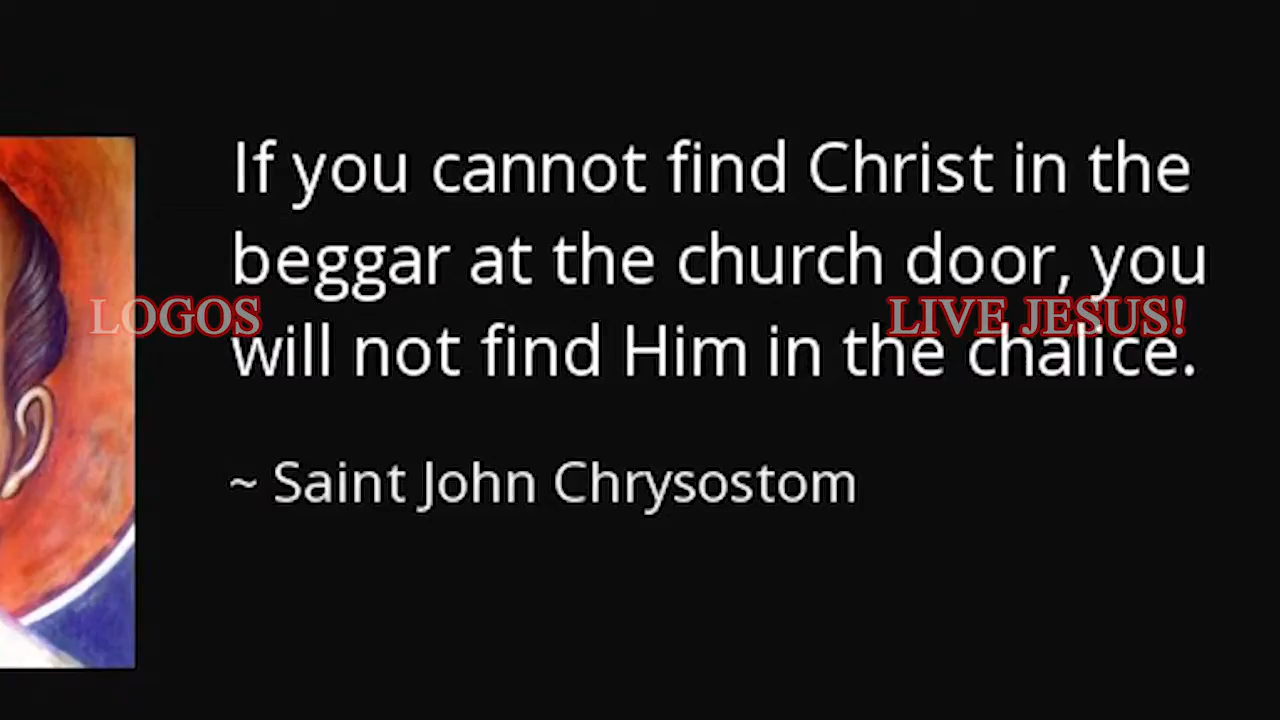 If you cannot find Christ in the
beggar at the church door, you
LOGOS
LIVE JESUS!
will not find Him in the chalice.
~ Saint John Chrysostom